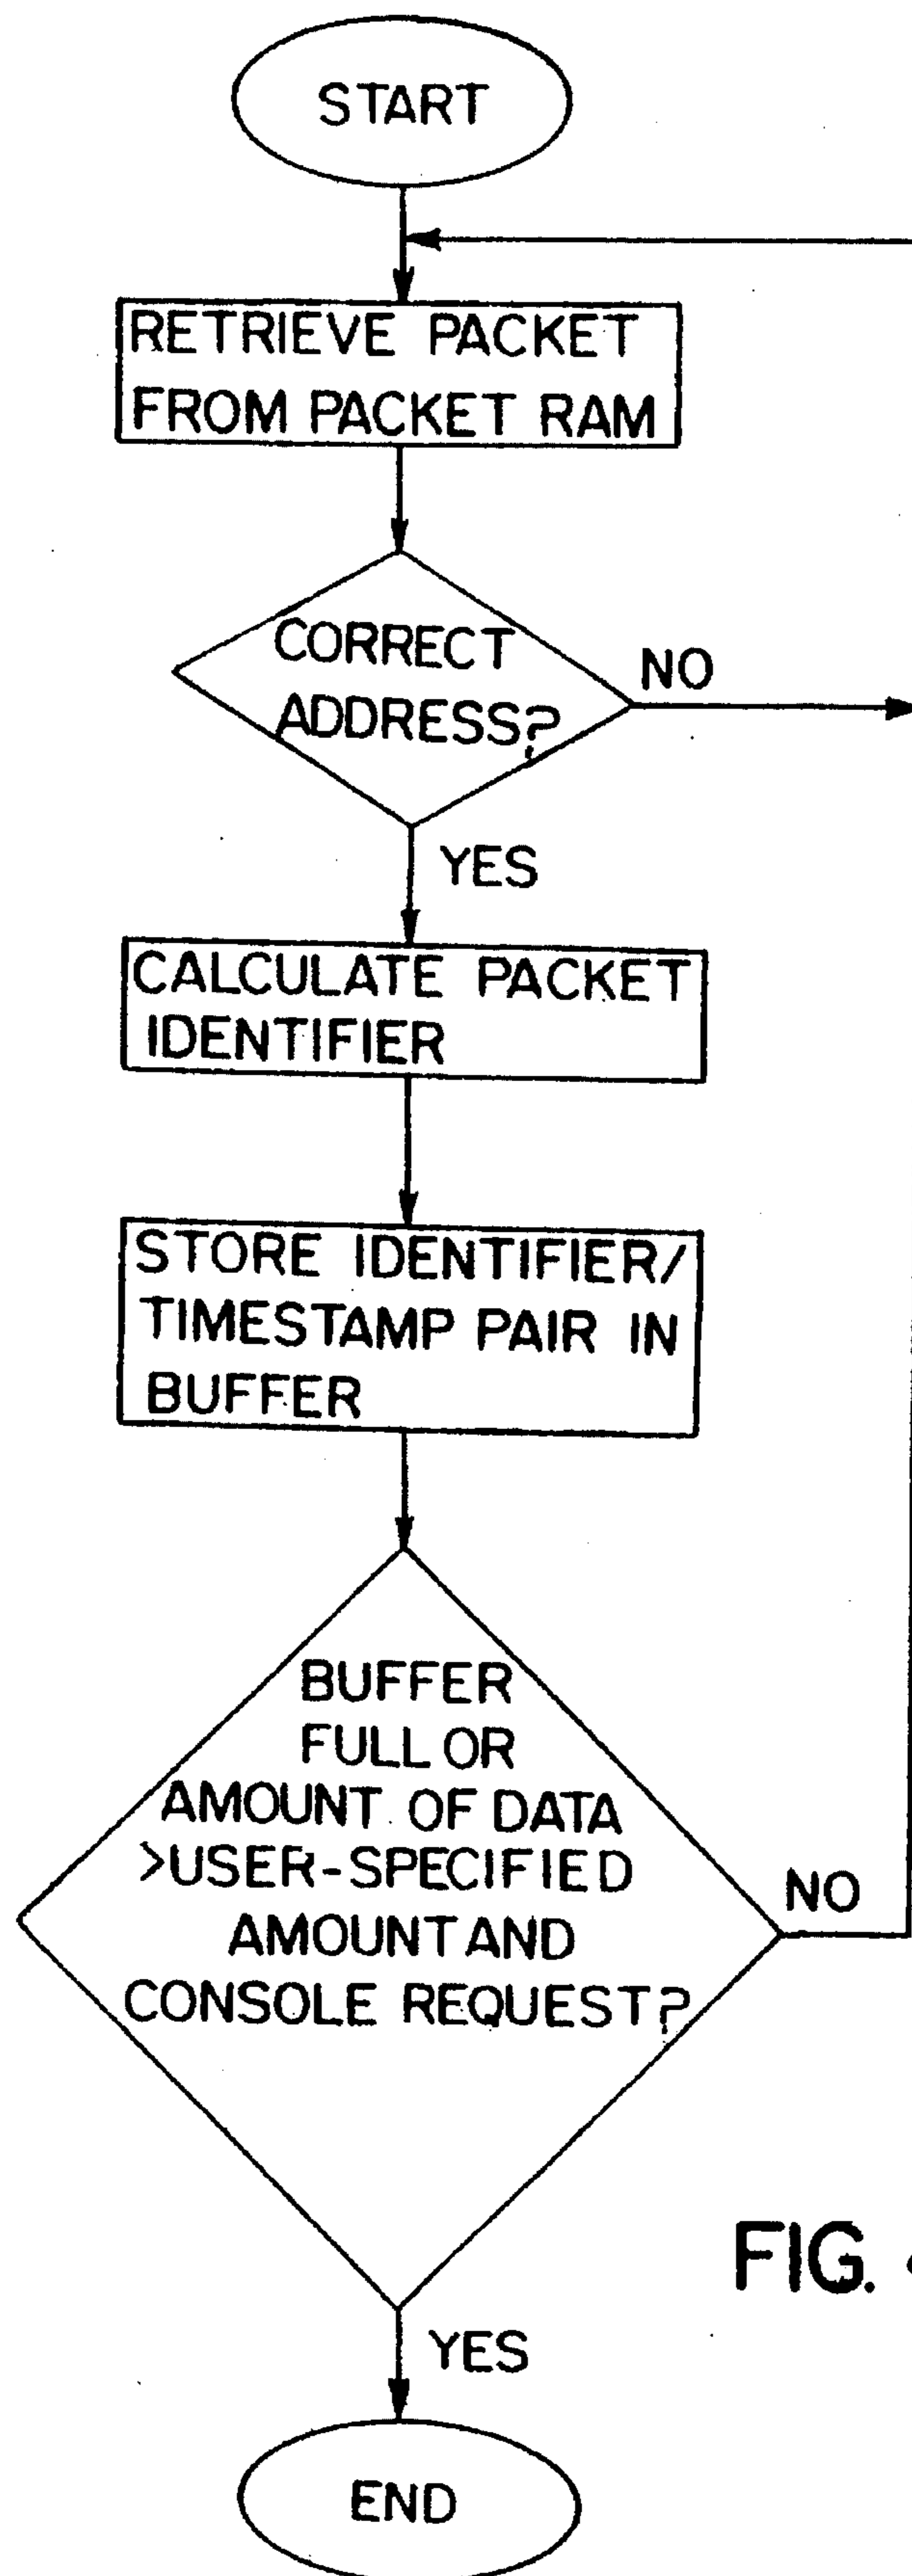 START
RETRIEVE PACKET
FROM PACKET RAM
CORRECT
ADDRESS?
NO
YES
CALCULATE PACKET
IDENTIFIER
STORE IDENTIFIER/
TIMESTAMP PAIR IN
BUFFER
BUFFER
FULL OR
AMOUNT OF DATA
>USER-SPECIFIED
AMOUNT AND
CONSOLE REQUEST?
NO
YES
FIG.
END